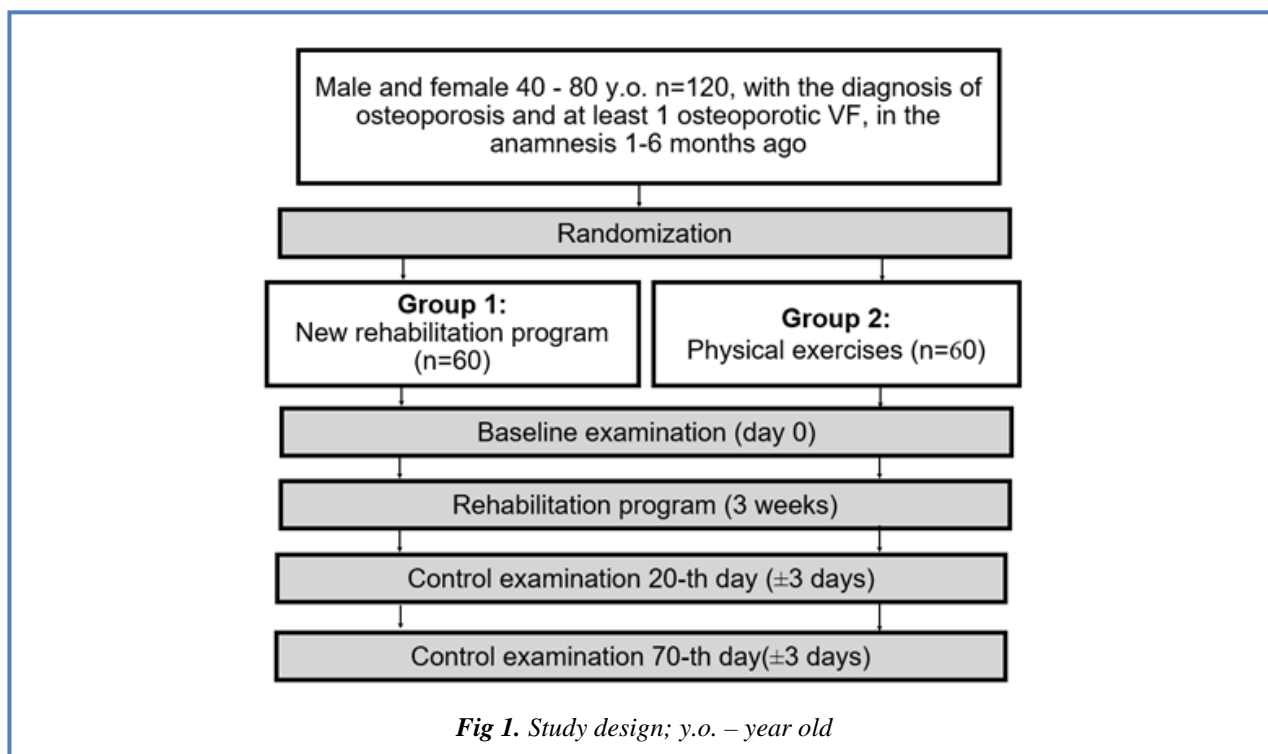 Male and female 40 - 80 y.o. n=120, with the diagnosis of
osteoporosis and at least 1 osteoporotic VF, in the
anamnesis 1-6 months ago
Randomization
Group 1:
New rehabilitation program
(n=60)
Group 2:
Physical exercises (n=60)
Baseline examination (day 0)
Rehabilitation program (3 weeks)
Control examination 20-th day (±3 days)
Control examination 70-th day(±3 days)
Fig 1. Study design; y.o. – year old